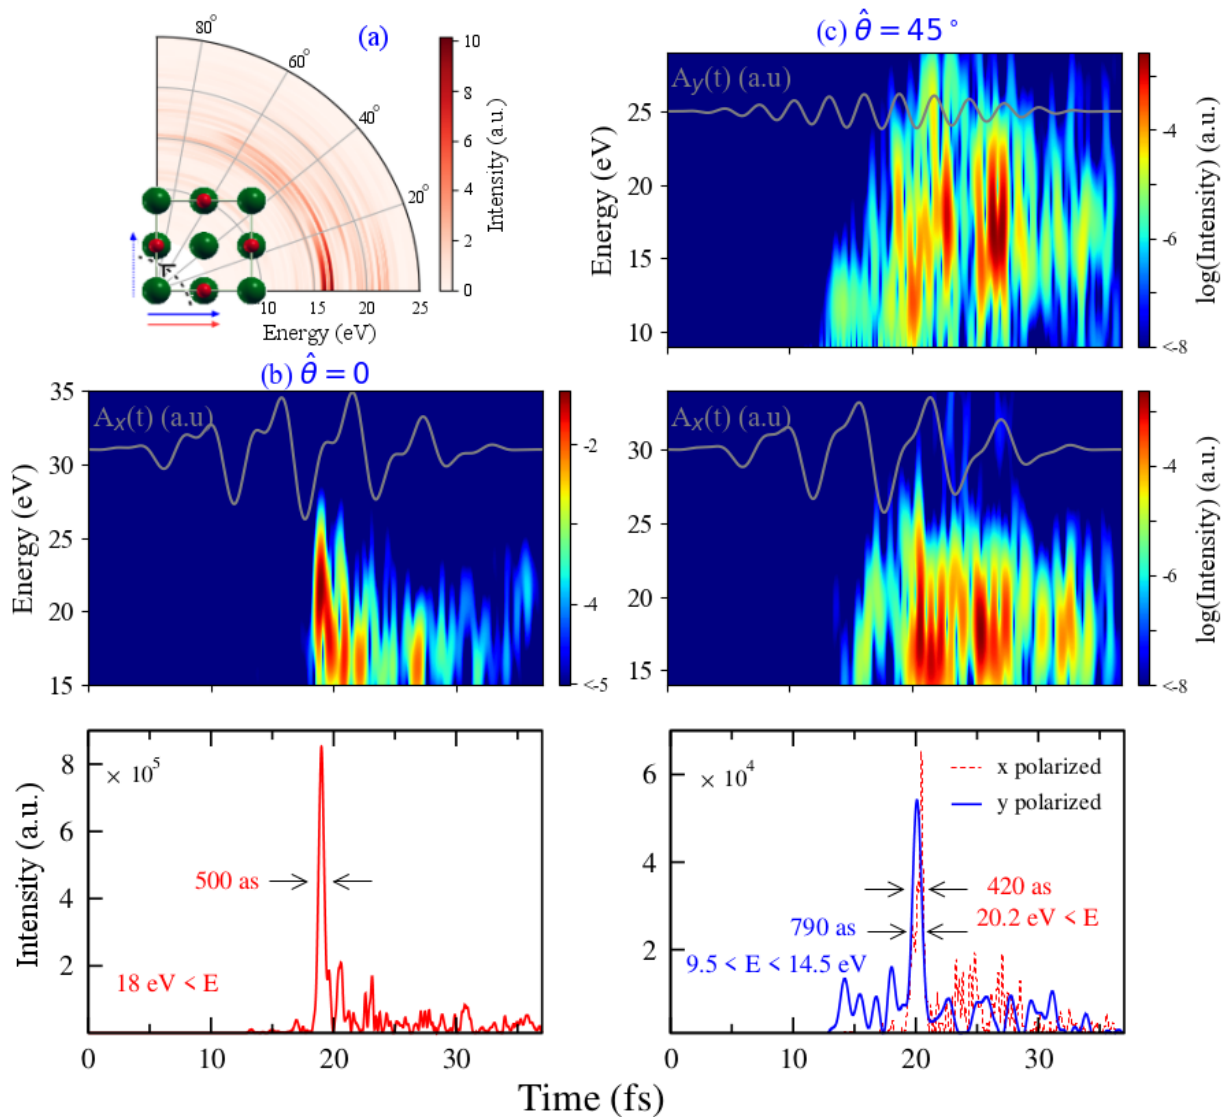 (a)
80°
60°
40°
20°
10 15 20 25
Energy (eV)
10
8
6
4
2
0
Intensity (a.u.)
Γ
(b) θ̂ = 0
A_x(t) (a.u)
35
30
25
20
15
Energy (eV)
-2
-4
<-5
(c) θ̂ = 45°
A_y(t) (a.u)
25
20
15
10
Energy (eV)
-4
-6
<-8
log(Intensity) (a.u.)
A_x(t) (a.u)
35
30
25
20
15
-4
-6
<-8
log(Intensity) (a.u.)
× 10⁵
8
6
4
2
Intensity (a.u.)
500 as
18 eV < E
0 10 20 30
× 10⁴
6
4
2
x polarized
y polarized
420 as
20.2 eV < E
790 as
9.5 < E < 14.5 eV
0 10 20 30
Time (fs)